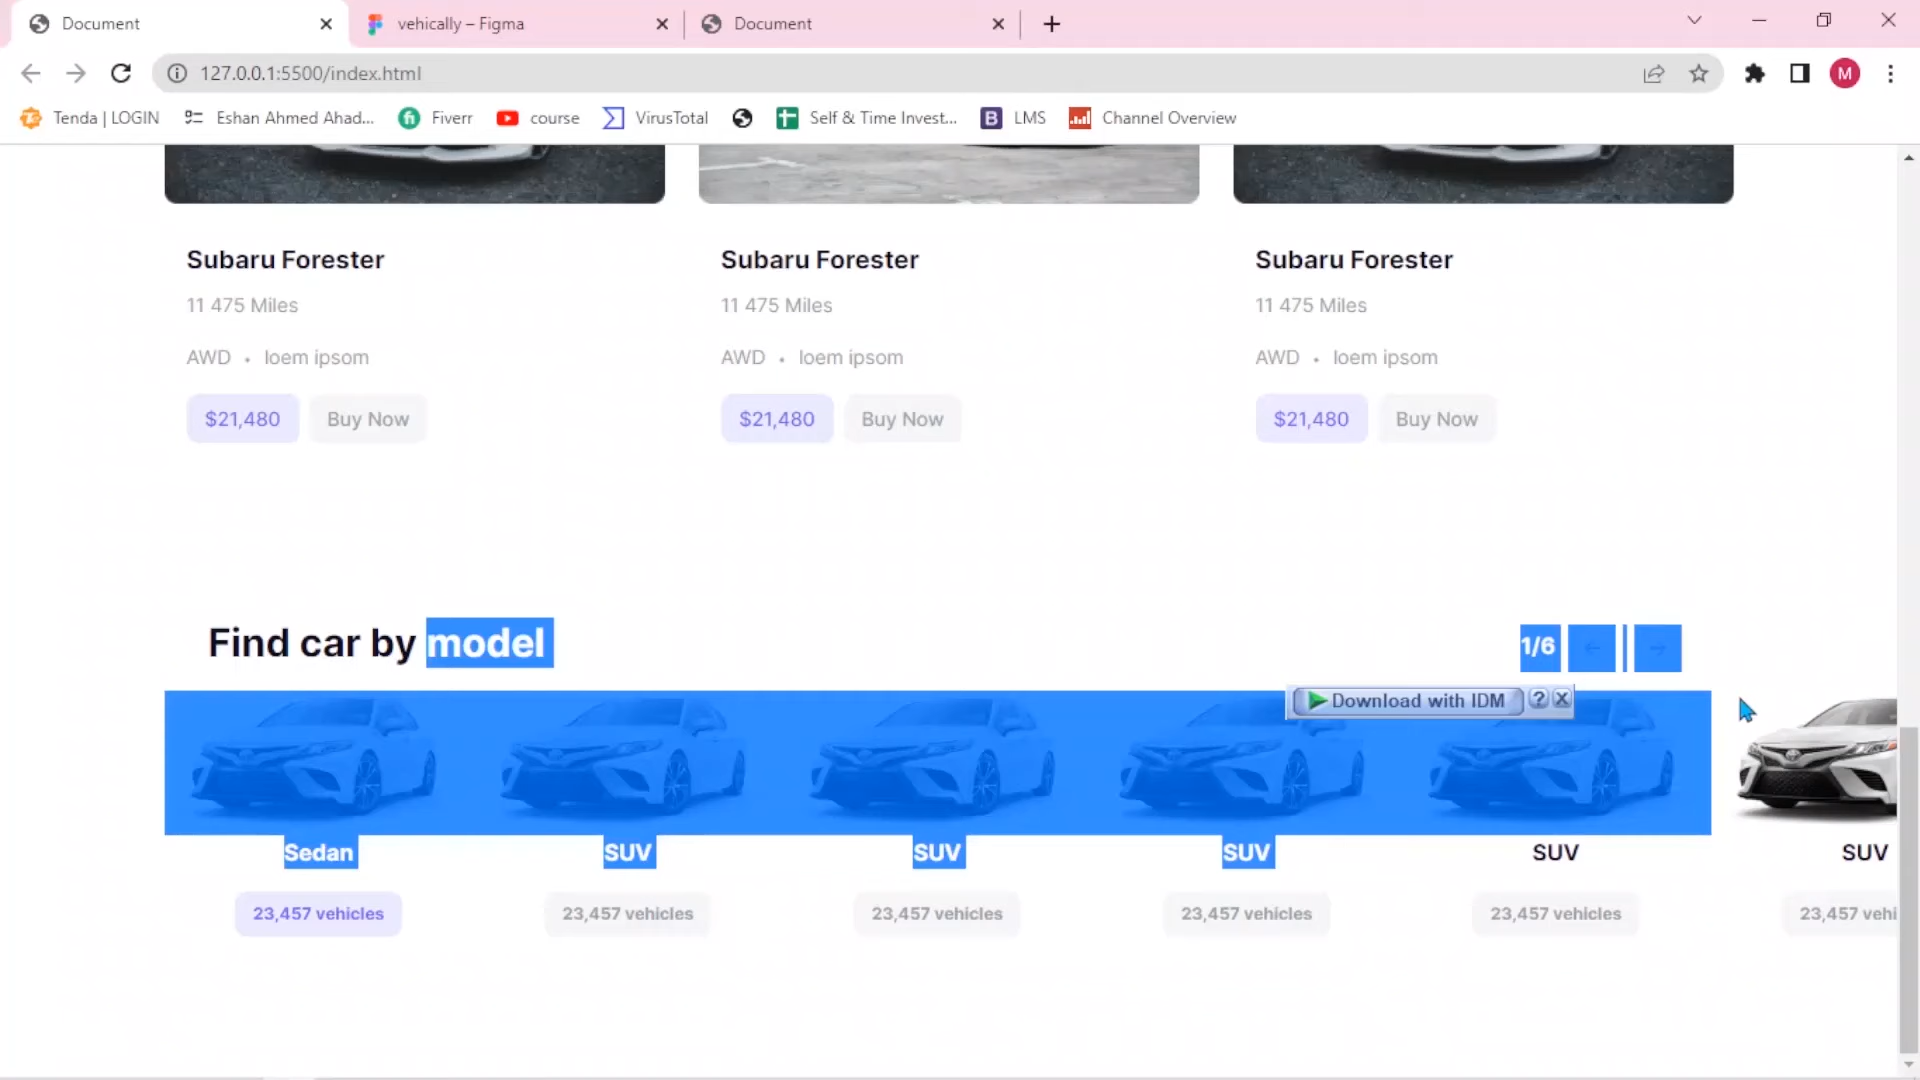 Document
vehically – Figma
Document
127.0.0.1:5500/index.html
M
Tenda | LOGIN
Eshan Ahmed Ahad...
Fiverr
course
VirusTotal
Self & Time Invest...
LMS
Channel Overview
Subaru Forester
Subaru Forester
Subaru Forester
11 475 Miles
11 475 Miles
11 475 Miles
AWD • loem ipsom
AWD • loem ipsom
AWD • loem ipsom
$21,480 Buy Now
$21,480 Buy Now
$21,480 Buy Now
Find car by model
1/6 ← →
Download with IDM ? X
Sedan
SUV
SUV
SUV
SUV
SUV
23,457 vehicles
23,457 vehicles
23,457 vehicles
23,457 vehicles
23,457 vehicles
23,457 vehi